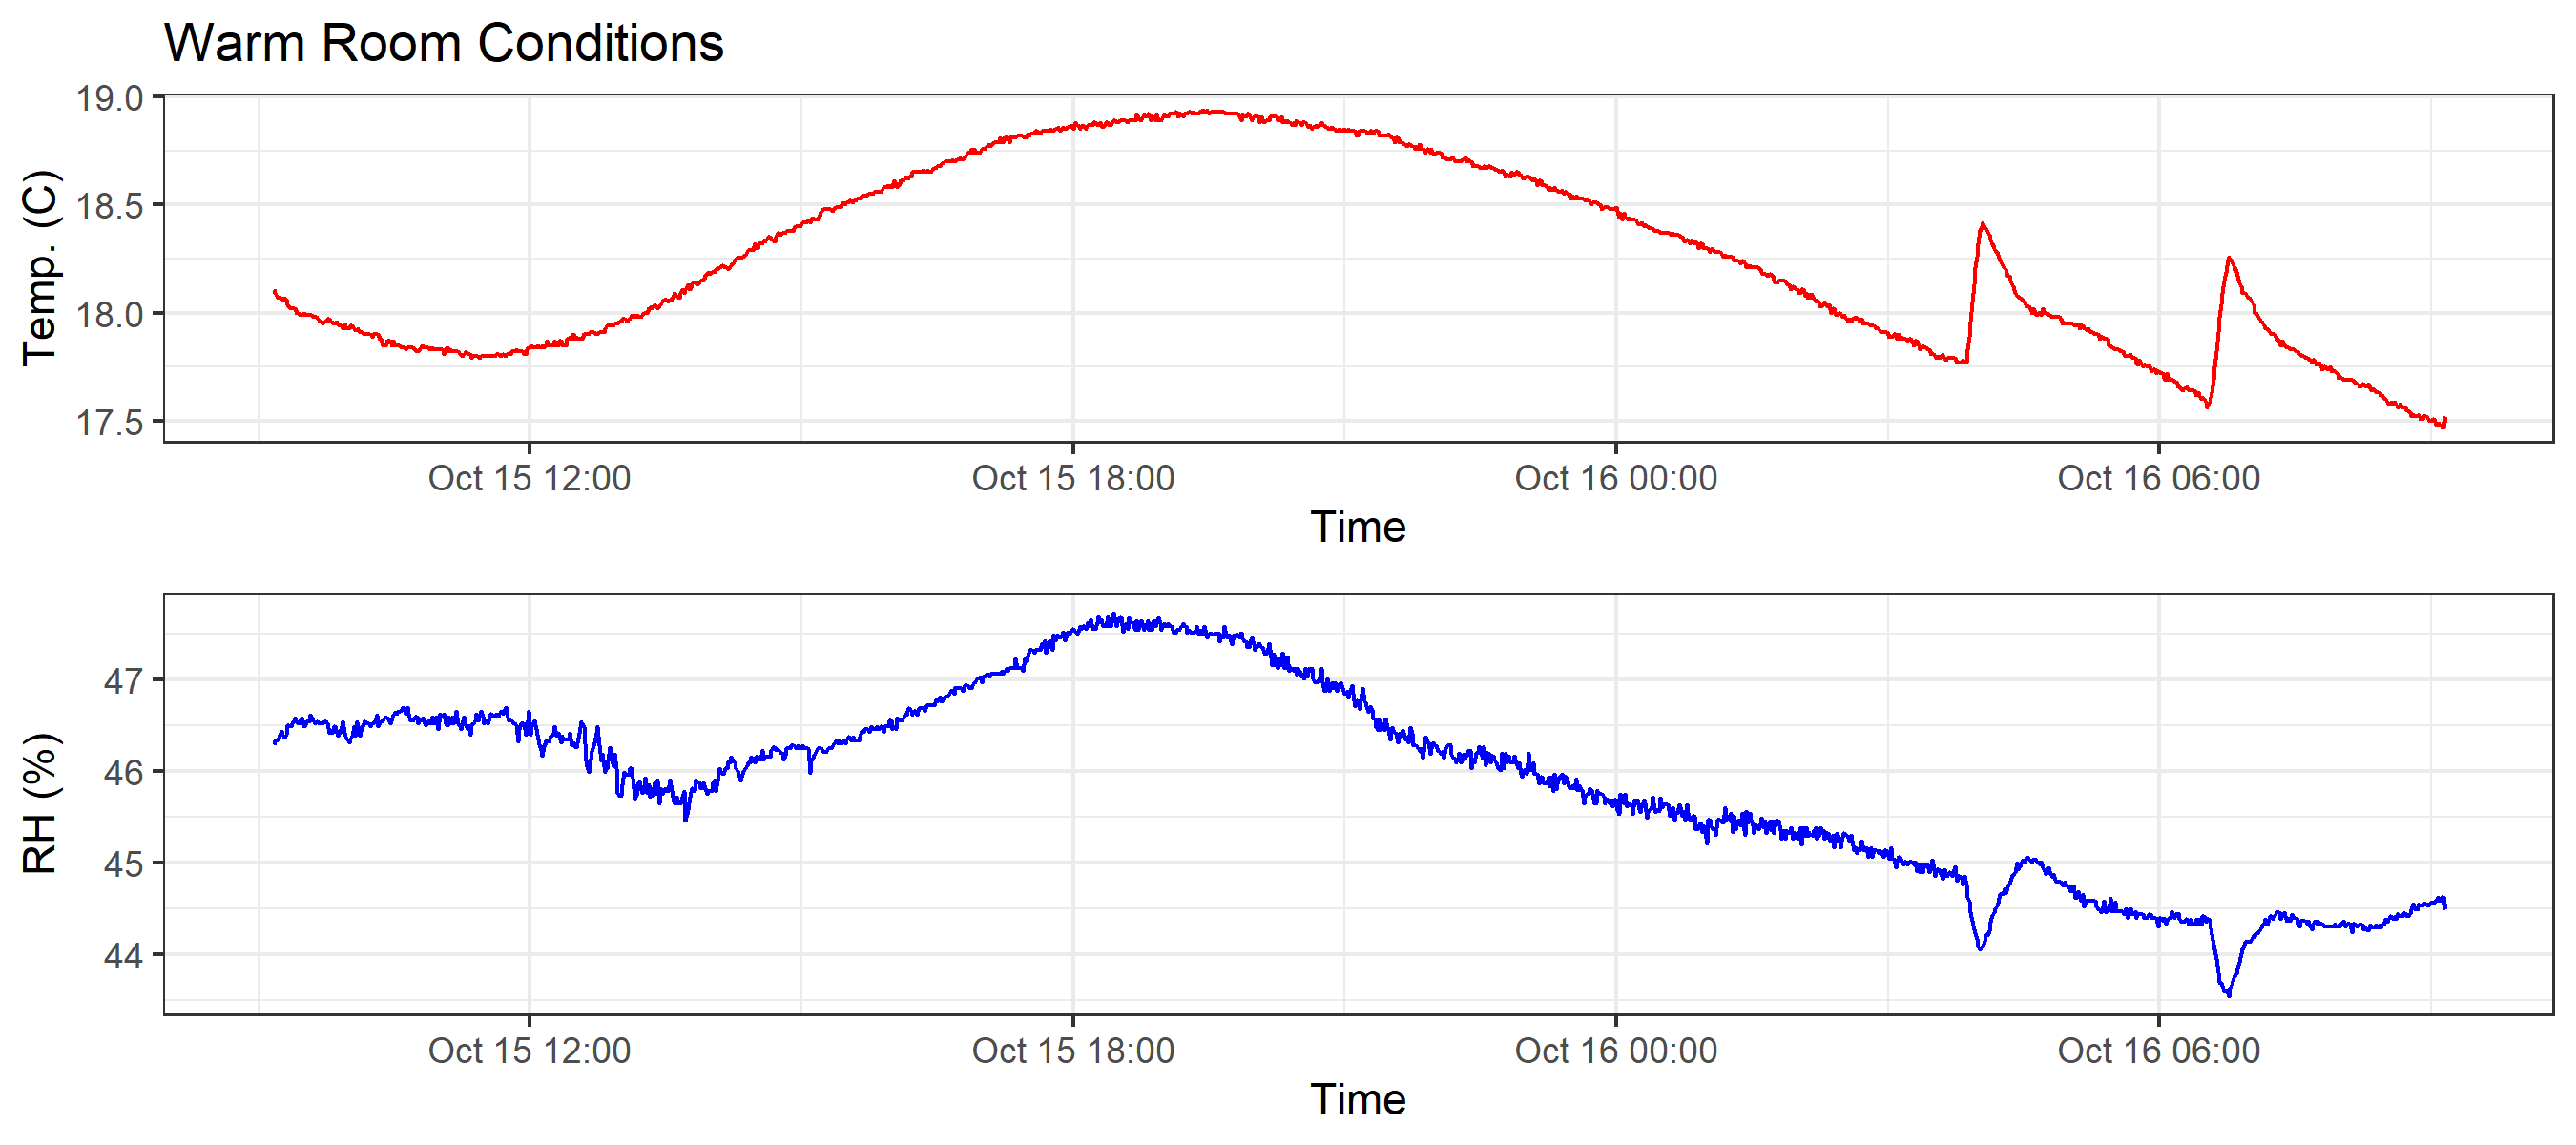 Warm Room Conditions
19.0
18.5
18.0
17.5
Temp. (C)
Oct 15 12:00 Oct 15 18:00 Oct 16 00:00 Oct 16 06:00
Time
47
46
45
44
RH (%)
Oct 15 12:00 Oct 15 18:00 Oct 16 00:00 Oct 16 06:00
Time